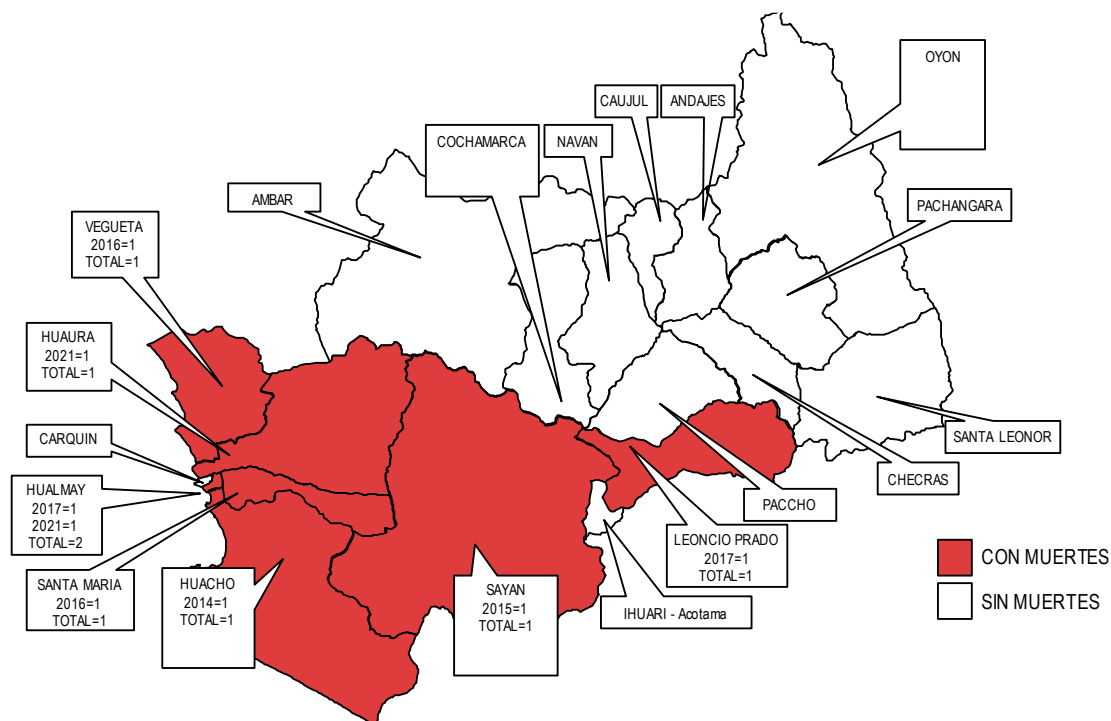 OYON
CAUJUL
ANDAJES
COCHAMARCA
NAVAN
AMBAR
PACHANGARA
VEGUETA
2016=1
TOTAL=1
HUAURA
2021=1
TOTAL=1
CARQUIN
SANTA LEONOR
CHECRAS
HUALMAY
2017=1
2021=1
TOTAL=2
PACCHO
LEONCIO PRADO
2017=1
TOTAL=1
SANTA MARIA
2016=1
TOTAL=1
HUACHO
2014=1
TOTAL=1
SAYAN
2015=1
TOTAL=1
IHUARI - Acotama
CON MUERTES
SIN MUERTES